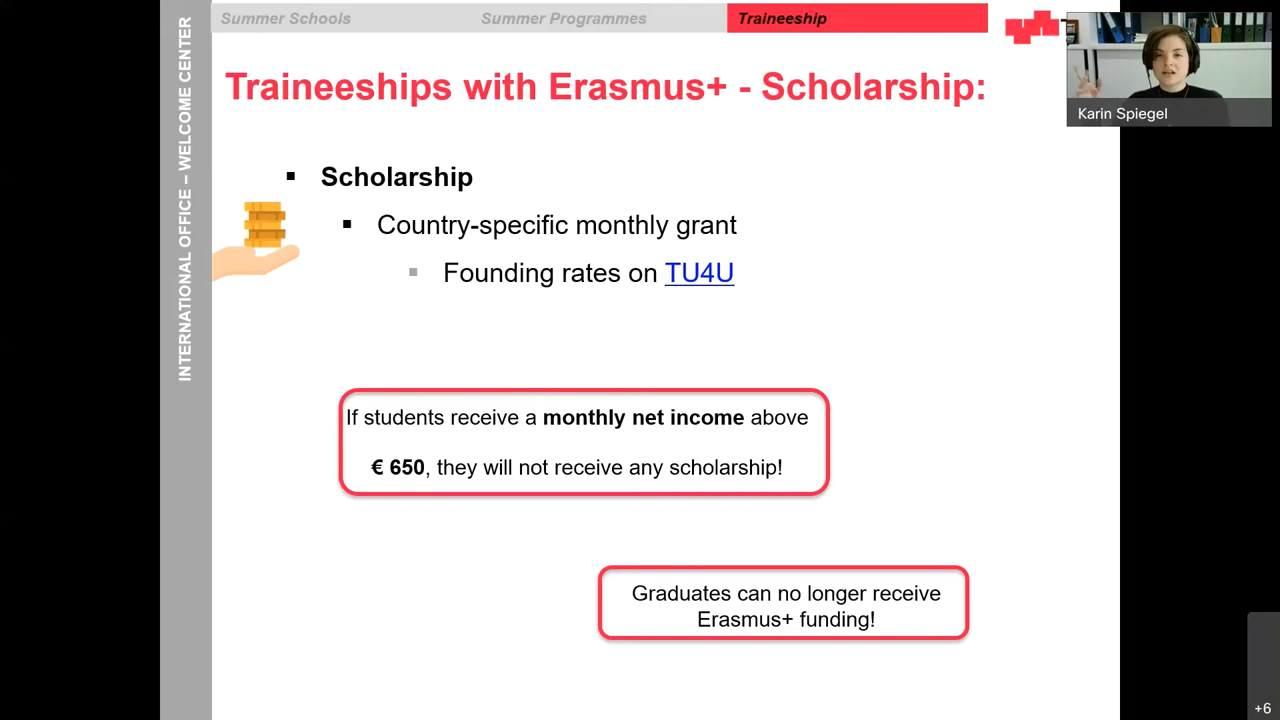 Summer Schools
Summer Programmes
Traineeship
INTERNATIONAL OFFICE – WELCOME CENTER
Traineeships with Erasmus+ - Scholarship:
Karin Spiegel
Scholarship
Country-specific monthly grant
Founding rates on TU4U
If students receive a monthly net income above
€ 650, they will not receive any scholarship!
Graduates can no longer receive
Erasmus+ funding!
+6